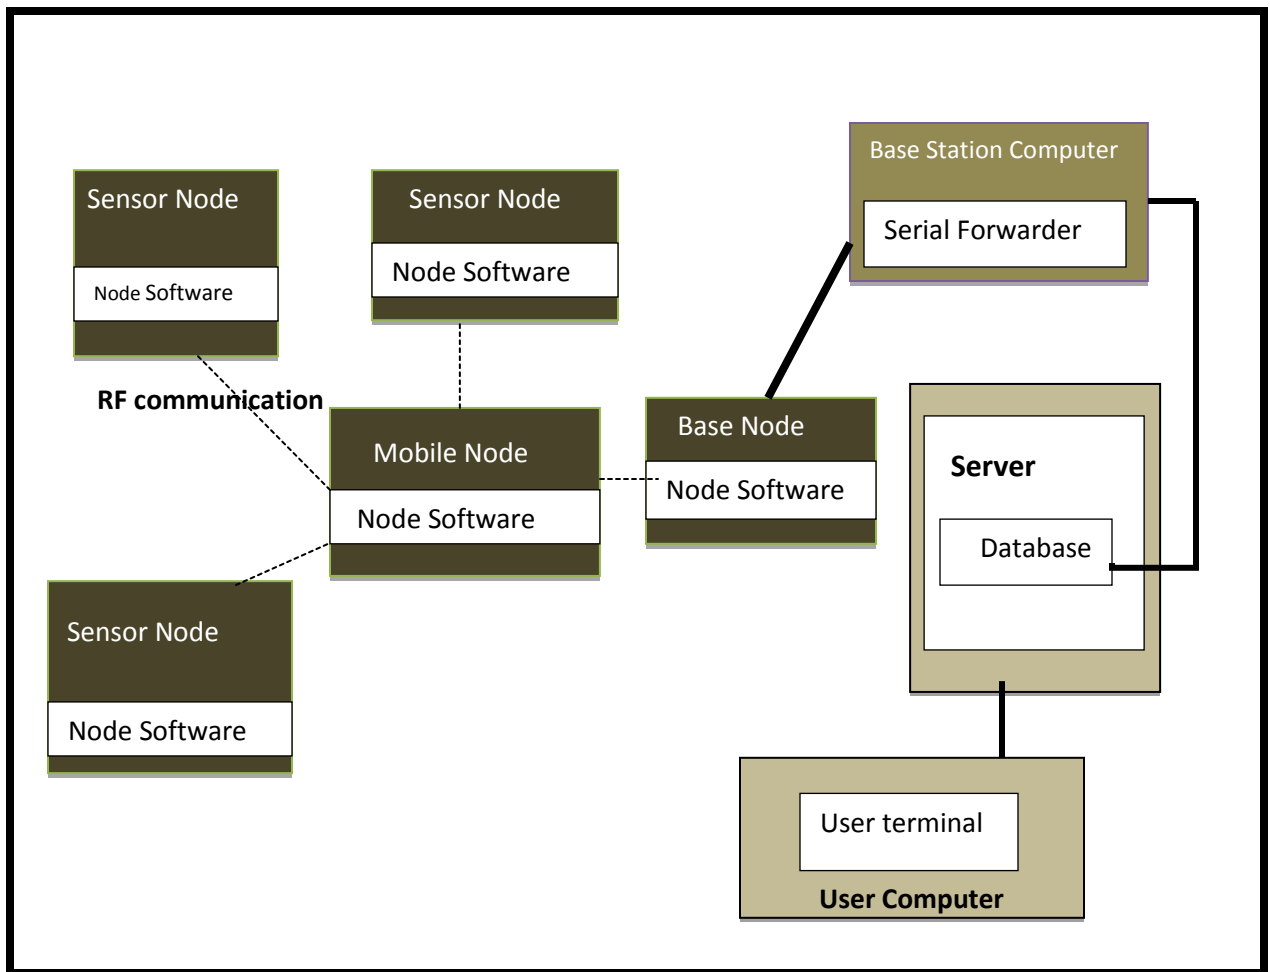 Base Station Computer
Serial Forwarder
Sensor Node
Node Software
Sensor Node
Node Software
RF communication
Mobile Node
Node Software
Base Node
Node Software
Server
Database
Sensor Node
Node Software
User terminal
User Computer